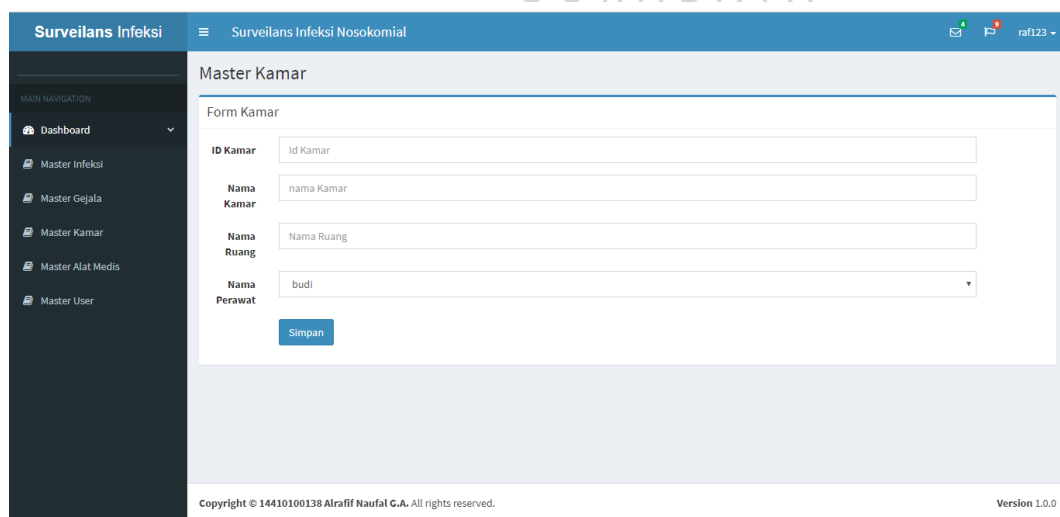 Surveilans Infeksi
Surveilans Infeksi Nosokomial
4
9
raf123
MAIN NAVIGATION
Dashboard
Master Infeksi
Master Gejala
Master Kamar
Master Alat Medis
Master User
Master Kamar
Form Kamar
ID Kamar
Id Kamar
Nama Kamar
nama Kamar
Nama Ruang
Nama Ruang
Nama Perawat
budi
Simpan
Copyright © 14410100138 Alrafif Naufal G.A. All rights reserved.
Version 1.0.0